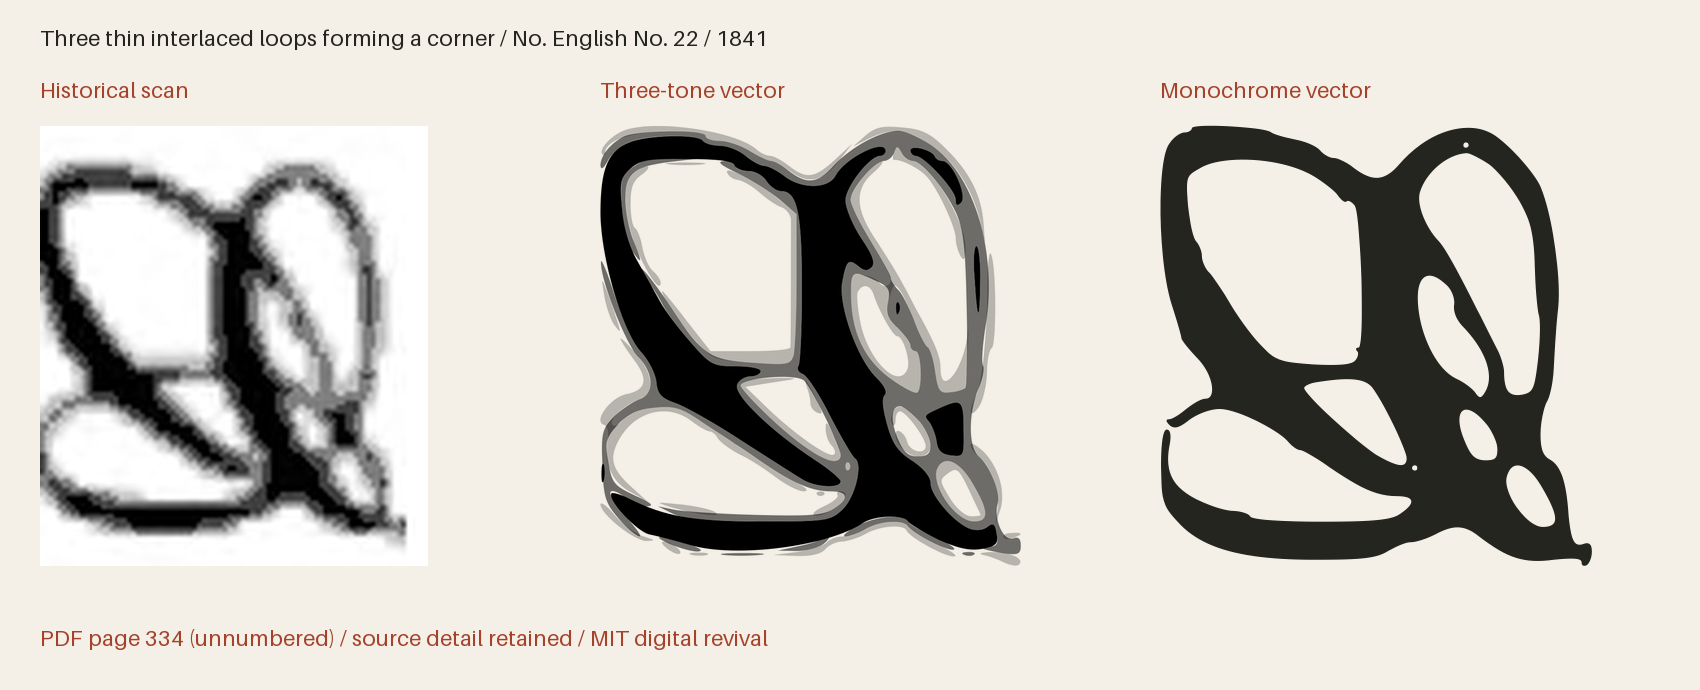 Three thin interlaced loops forming a corner / No. English No. 22 / 1841
Historical scan
Three-tone vector
Monochrome vector
PDF page 334 (unnumbered) / source detail retained / MIT digital revival